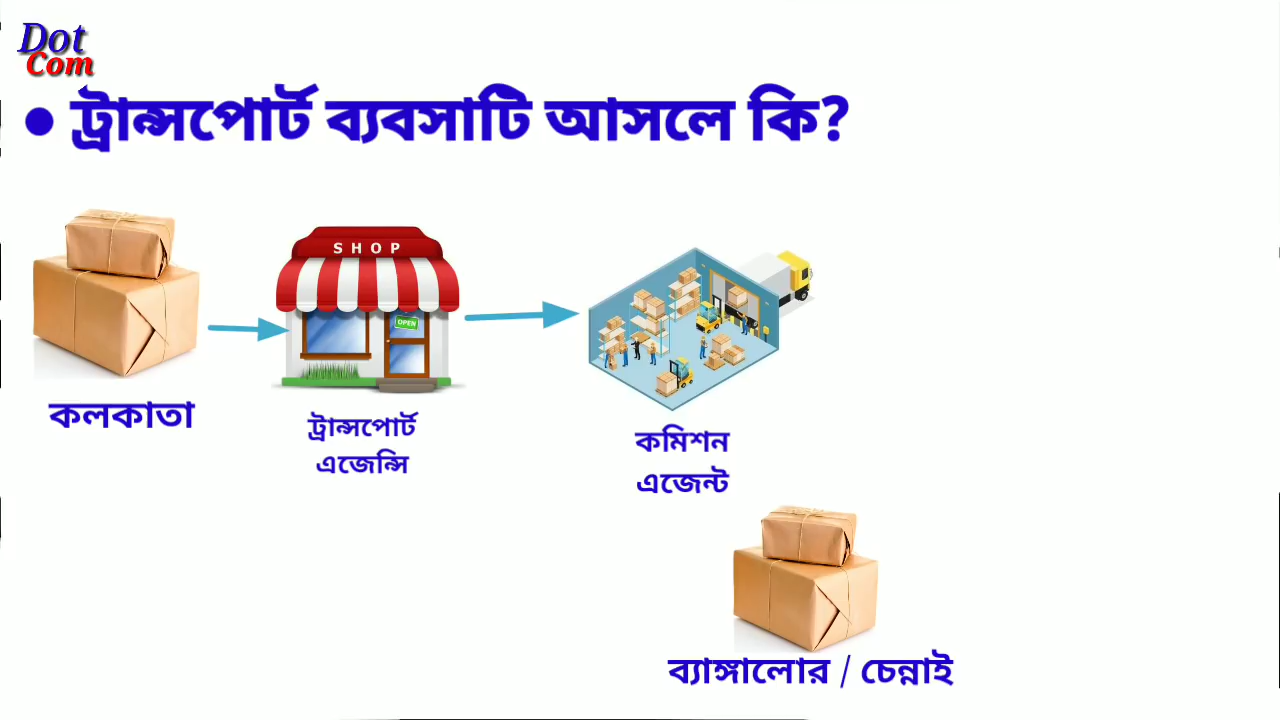 Dot
Com
• ট্রান্সপোর্ট ব্যবসাটি আসলে কি?
SHOP
OPEN
কলকাতা
ট্রান্সপোর্ট
এজেন্সি
কমিশন
এজেন্ট
ব্যাঙ্গালোর / চেন্নাই